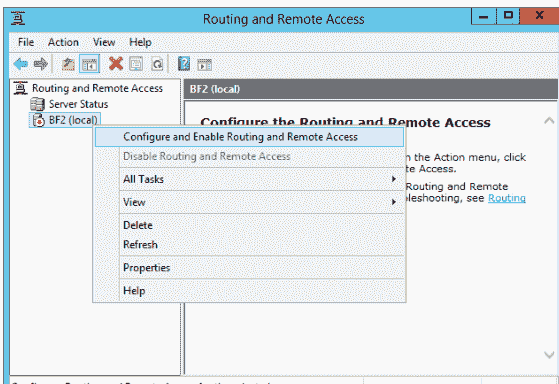 Routing and Remote Access
File Action View Help
Routing and Remote Access
Server Status
BF2 (local)
BF2 (local)
Configure the Routing and Remote Access
Configure and Enable Routing and Remote Access
Disable Routing and Remote Access
All Tasks
View
Delete
Refresh
Properties
Help
n the Action menu, click
te Access.
Routing and Remote
bleshooting, see Routing